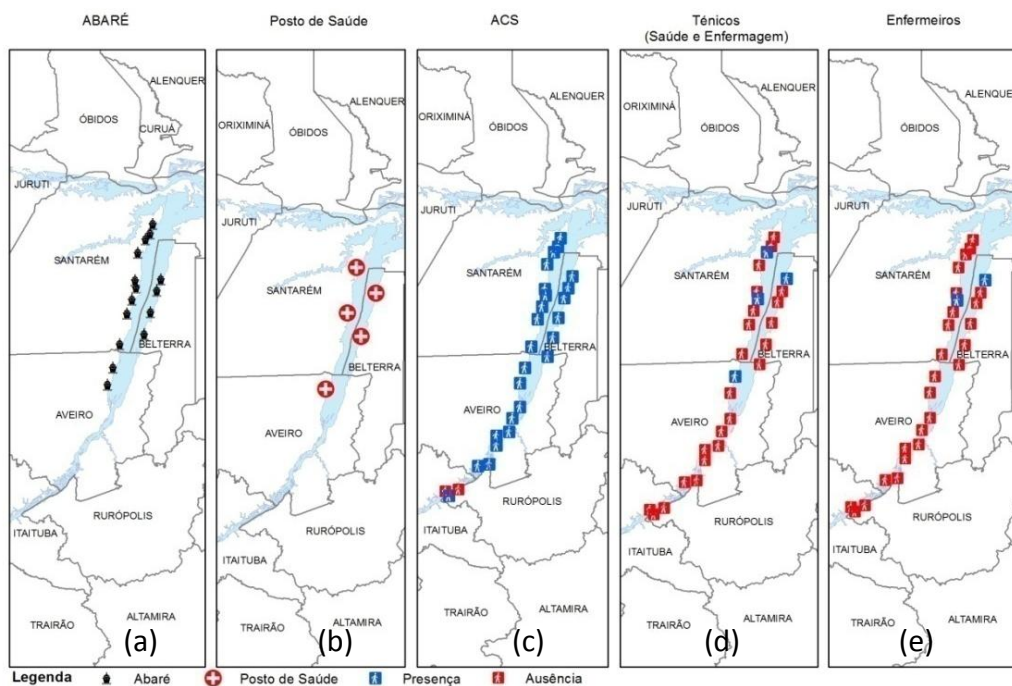 ABARÉ
Posto de Saúde
ACS
Ténicos
(Saúde e Enfermagem)
Enfermeiros
ALENQUER
ÓBIDOS
CURUÁ
JURUTI
SANTARÉM
BELTERRA
AVEIRO
RURÓPOLIS
ITAITUBA
TRAIRÃO
ALTAMIRA
(a)
ALENQUER
ORIXIMINÁ
ÓBIDOS
JURUTI
SANTARÉM
BELTERRA
AVEIRO
RURÓPOLIS
ITAITUBA
TRAIRÃO
ALTAMIRA
(b)
ALENQUER
ORIXIMINÁ
ÓBIDOS
JURUTI
SANTARÉM
BELTERRA
AVEIRO
RURÓPOLIS
ITAITUBA
TRAIRÃO
ALTAMIRA
(c)
ALENQUER
ORIXIMINÁ
ÓBIDOS
JURUTI
SANTARÉM
BELTERRA
AVEIRO
RURÓPOLIS
ITAITUBA
TRAIRÃO
ALTAMIRA
(d)
ALENQUER
ORIXIMINÁ
ÓBIDOS
JURUTI
SANTARÉM
BELTERRA
AVEIRO
RURÓPOLIS
ITAITUBA
TRAIRÃO
ALTAMIRA
(e)
Legenda Abaré Posto de Saúde Presença Ausência